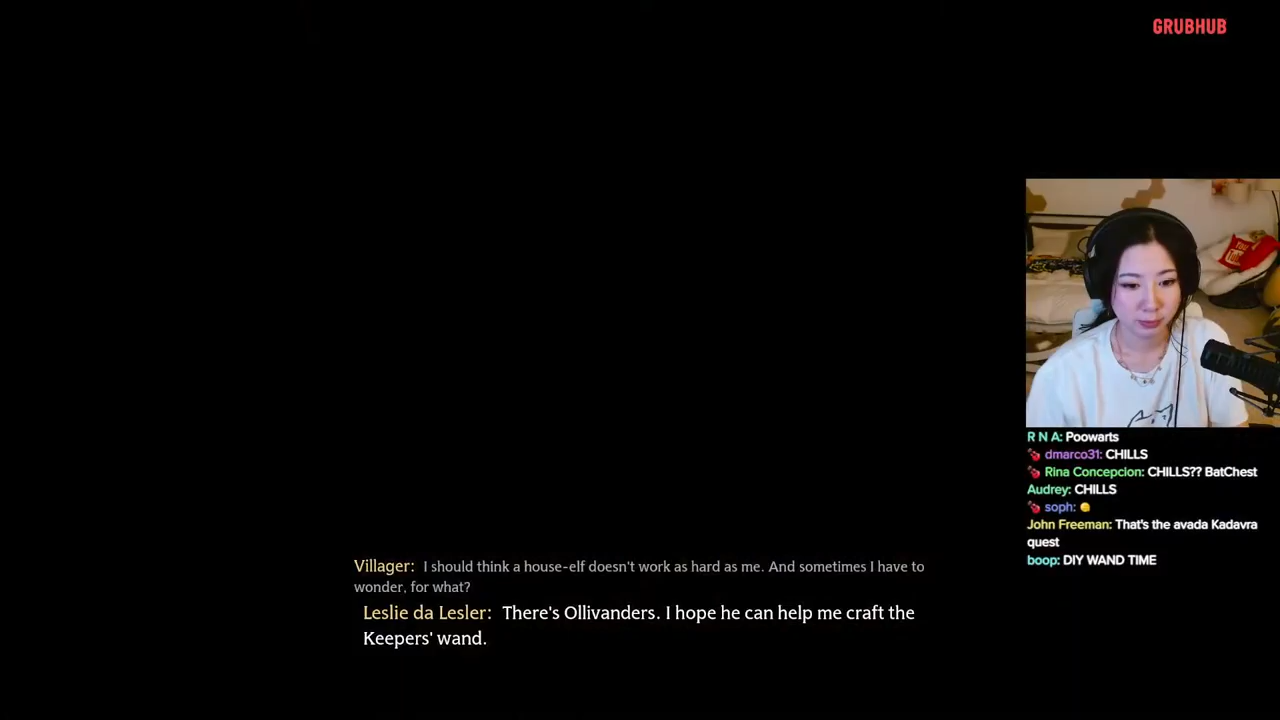 GRUBHUB
R N A: Poowarts
dmarco31: CHILLS
Rina Concepcion: CHILLS?? BatChest
Audrey: CHILLS
soph:
John Freeman: That's the avada Kadavra
quest
boop: DIY WAND TIME
Villager: I should think a house-elf doesn't work as hard as me. And sometimes I have to
wonder, for what?
Leslie da Lesler: There's Ollivanders. I hope he can help me craft the
Keepers' wand.